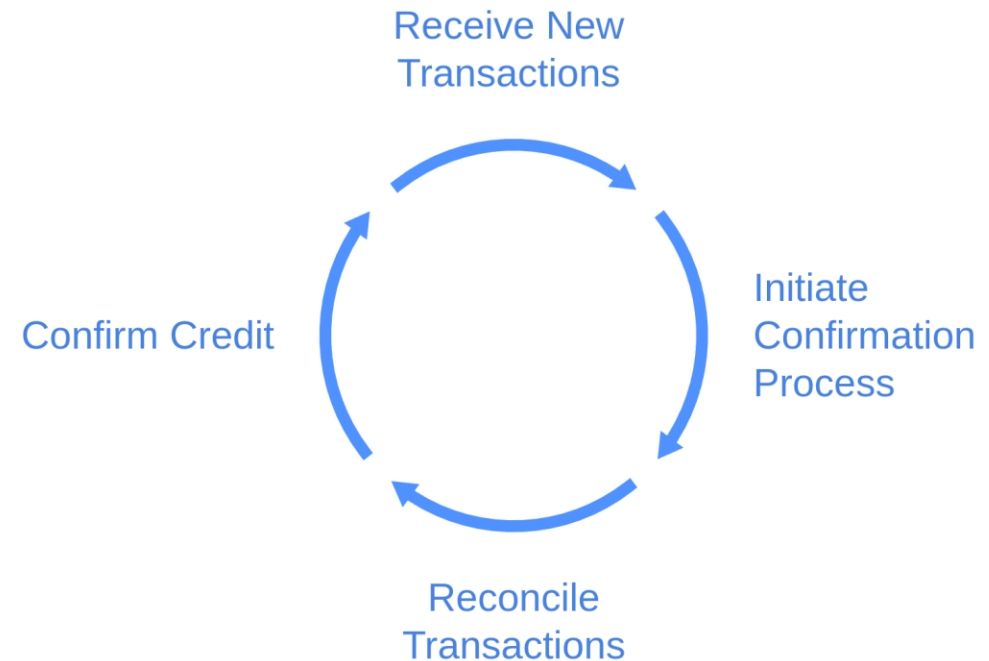 Receive New
Transactions
Initiate
Confirmation
Process
Confirm Credit
Reconcile
Transactions